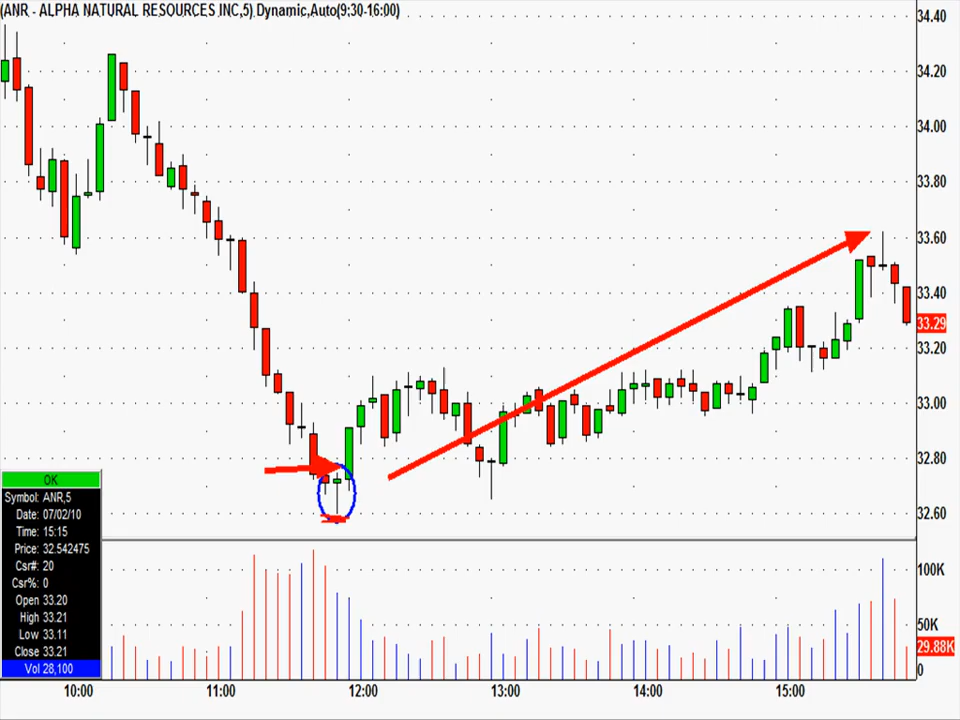 (ANR - ALPHA NATURAL RESOURCES INC,5) Dynamic,Auto(9:30-16:00)
34.40
34.20
34.00
33.80
33.60
33.40
33.29
33.20
33.00
32.80
32.60
OK
Symbol: ANR,5
Date: 07/02/10
Time: 15:15
Price: 32.542475
Csr#: 20
Csr%: 0
Open 33.20
High 33.21
Low 33.11
Close 33.21
Vol 28,100
100K
50K
29.88K
0
10:00 11:00 12:00 13:00 14:00 15:00